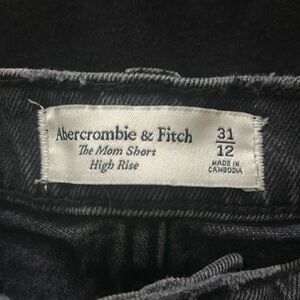 Abercrombie & Fitch
The Mom Short
High Rise
31
12
MADE IN
CAMBODIA